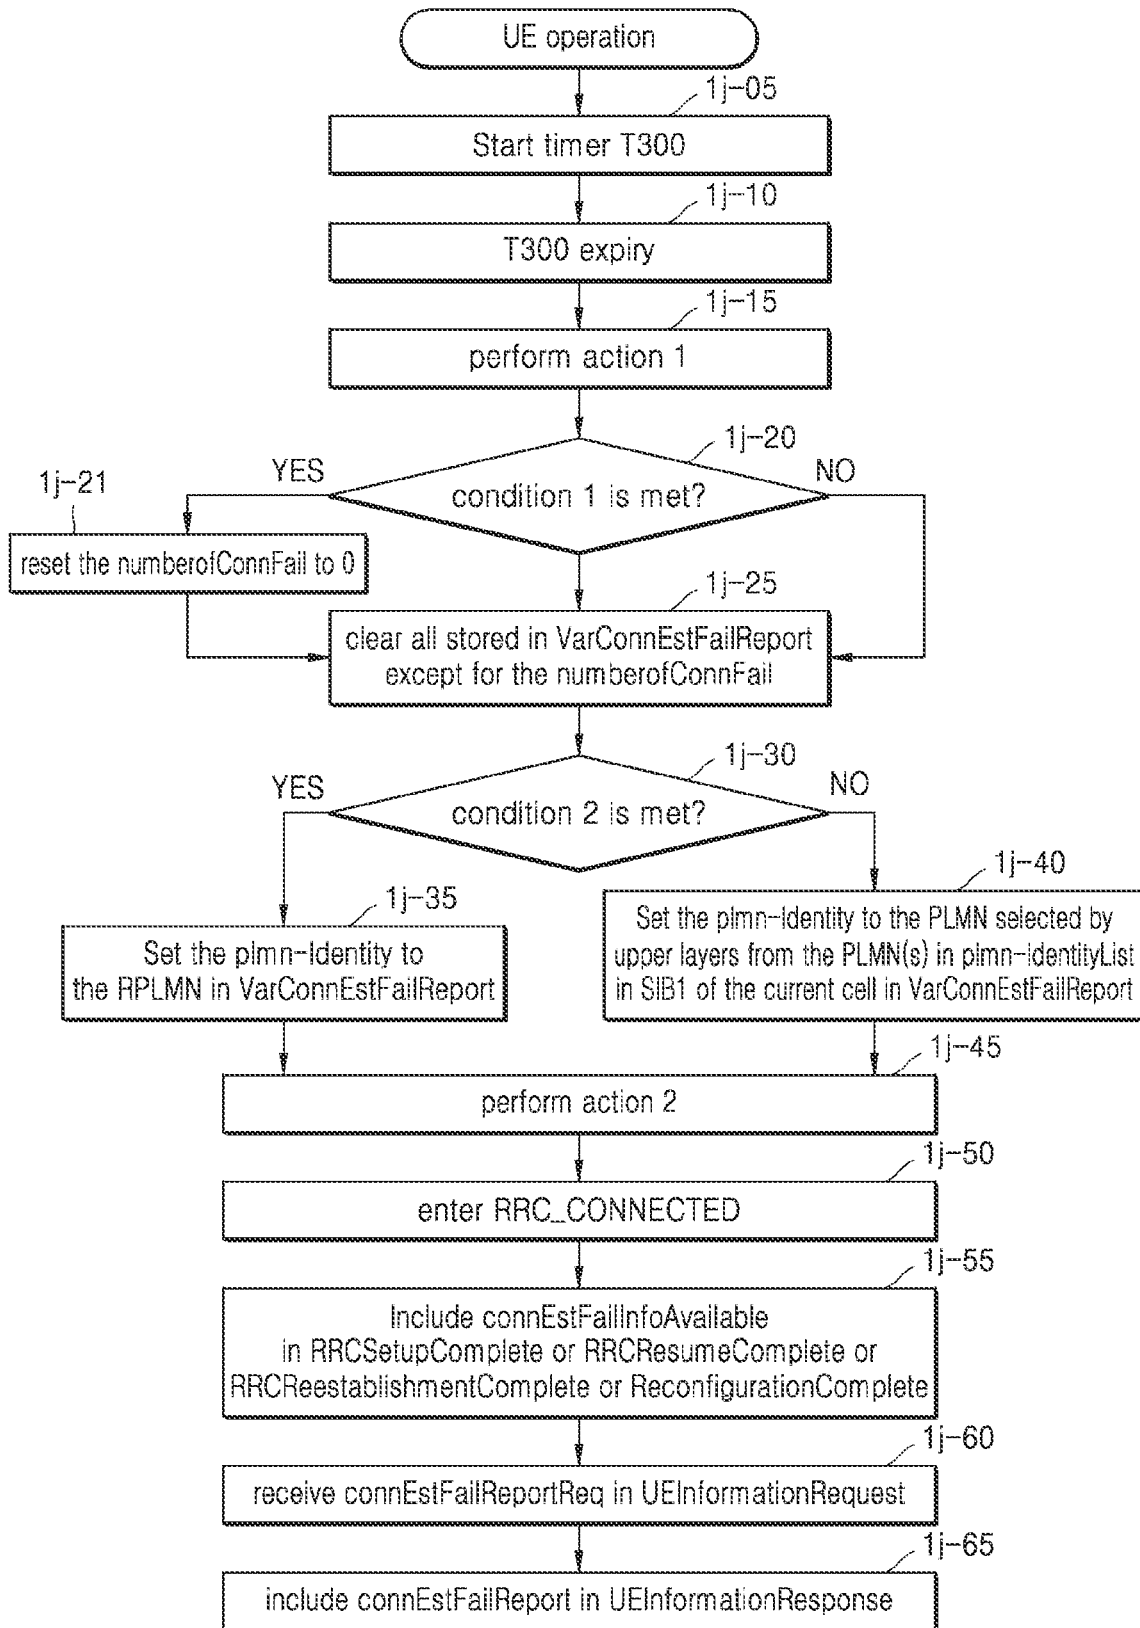 UE operation
1j-05
Start timer T300
1j-10
T300 expiry
1j-15
perform action 1
1j-20
YES
NO
condition 1 is met?
1j-21
reset the numberofConnFail to 0
1j-25
clear all stored in VarConnEstFailReport
except for the numberofConnFail
1j-30
YES
NO
condition 2 is met?
1j-35
Set the plmn-Identity to
the RPLMN in VarConnEstFailReport
1j-40
Set the plmn-Identity to the PLMN selected by
upper layers from the PLMN(s) in plmn-identityList
in SIB1 of the current cell in VarConnEstFailReport
1j-45
perform action 2
1j-50
enter RRC_CONNECTED
1j-55
Include connEstFailInfoAvailable
in RRCSetupComplete or RRCResumeComplete or
RRCReestablishmentComplete or ReconfigurationComplete
1j-60
receive connEstFailReportReq in UEInformationRequest
1j-65
include connEstFailReport in UEInformationResponse